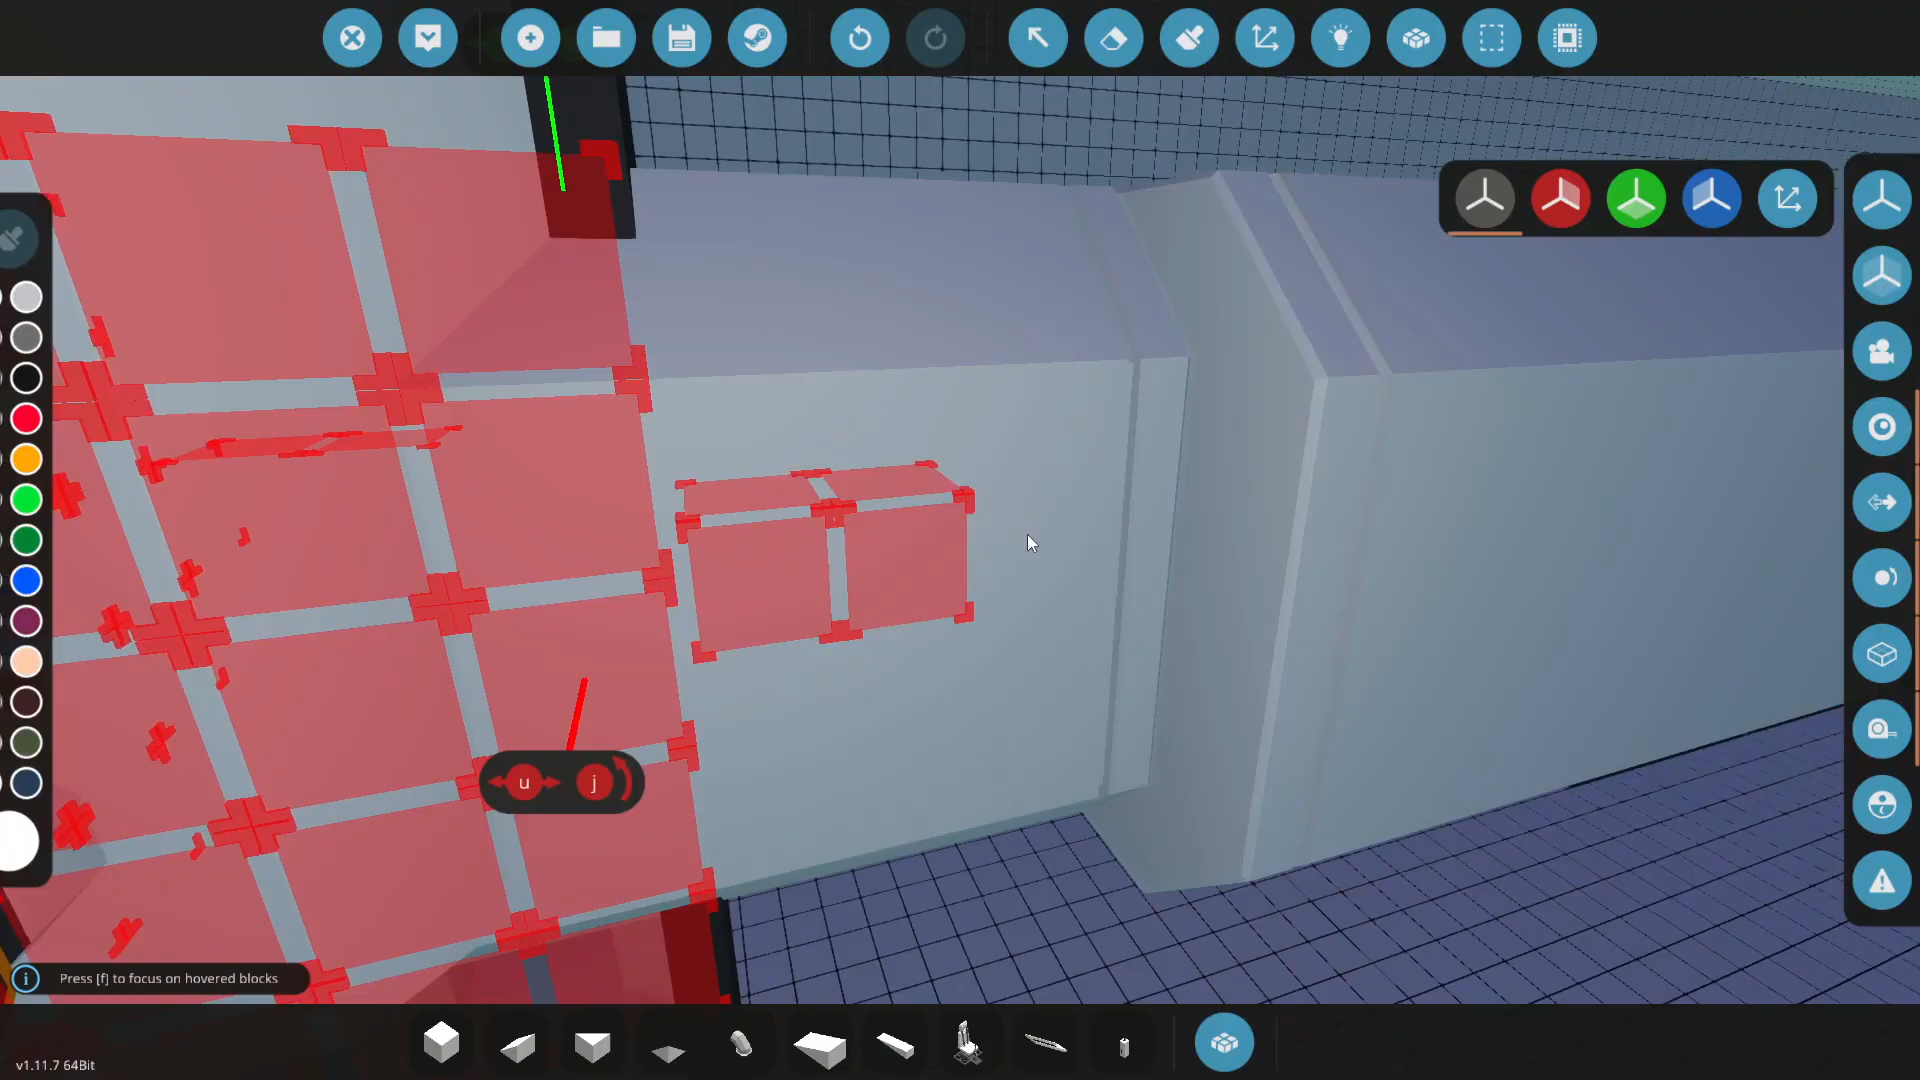 u j
Press [f] to focus on hovered blocks
v1.11.7 64Bit